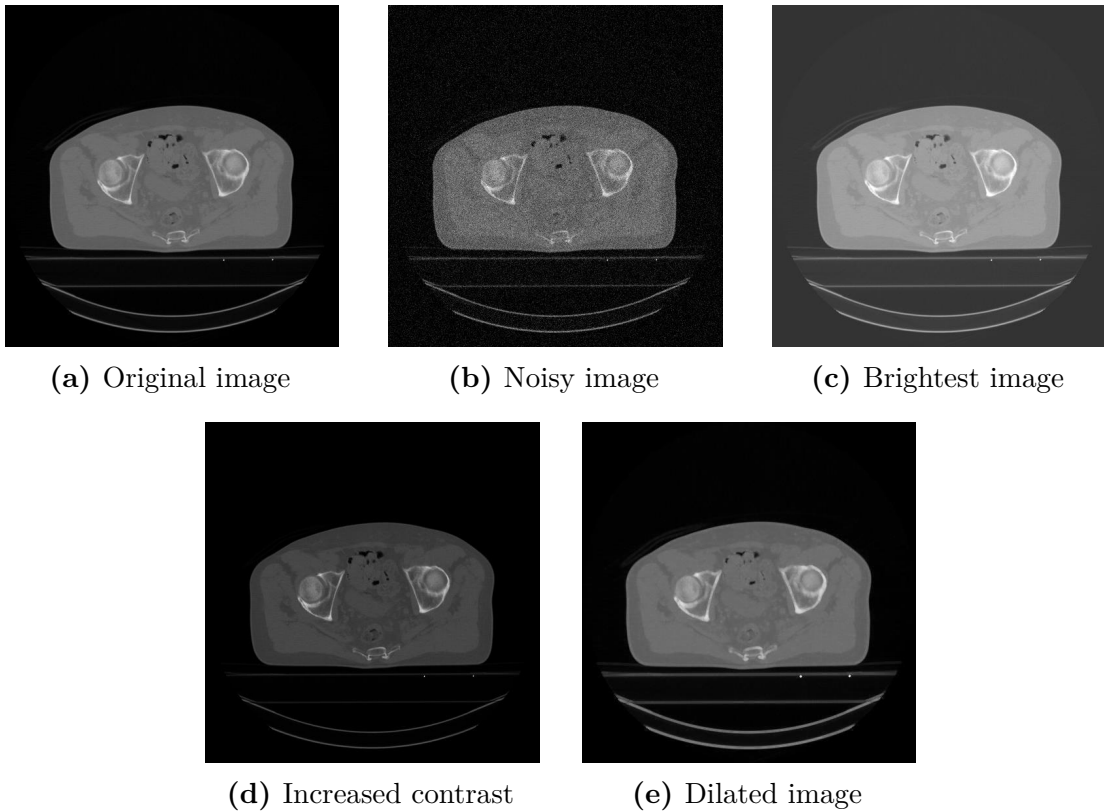 (a) Original image
(b) Noisy image
(c) Brightest image
(d) Increased contrast
(e) Dilated image